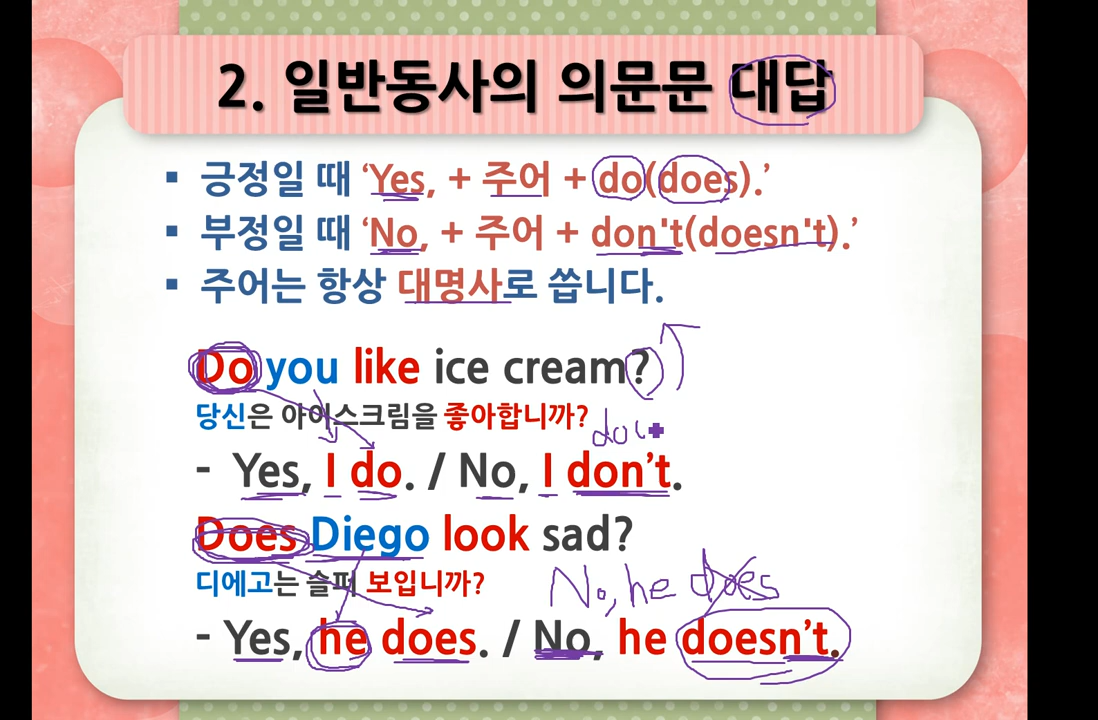 2. 일반동사의 의문문 대답
▪ 긍정일 때 ‘Yes, + 주어 + do(does).’
▪ 부정일 때 ‘No, + 주어 + don't(doesn't).’
▪ 주어는 항상 대명사로 씁니다.
Do you like ice cream?
당신은 아이스크림을 좋아합니까?
- Yes, I do. / No, I don’t.
Does Diego look sad?
디에고는 슬퍼 보입니까?
No, he does
- Yes, he does. / No, he doesn’t.